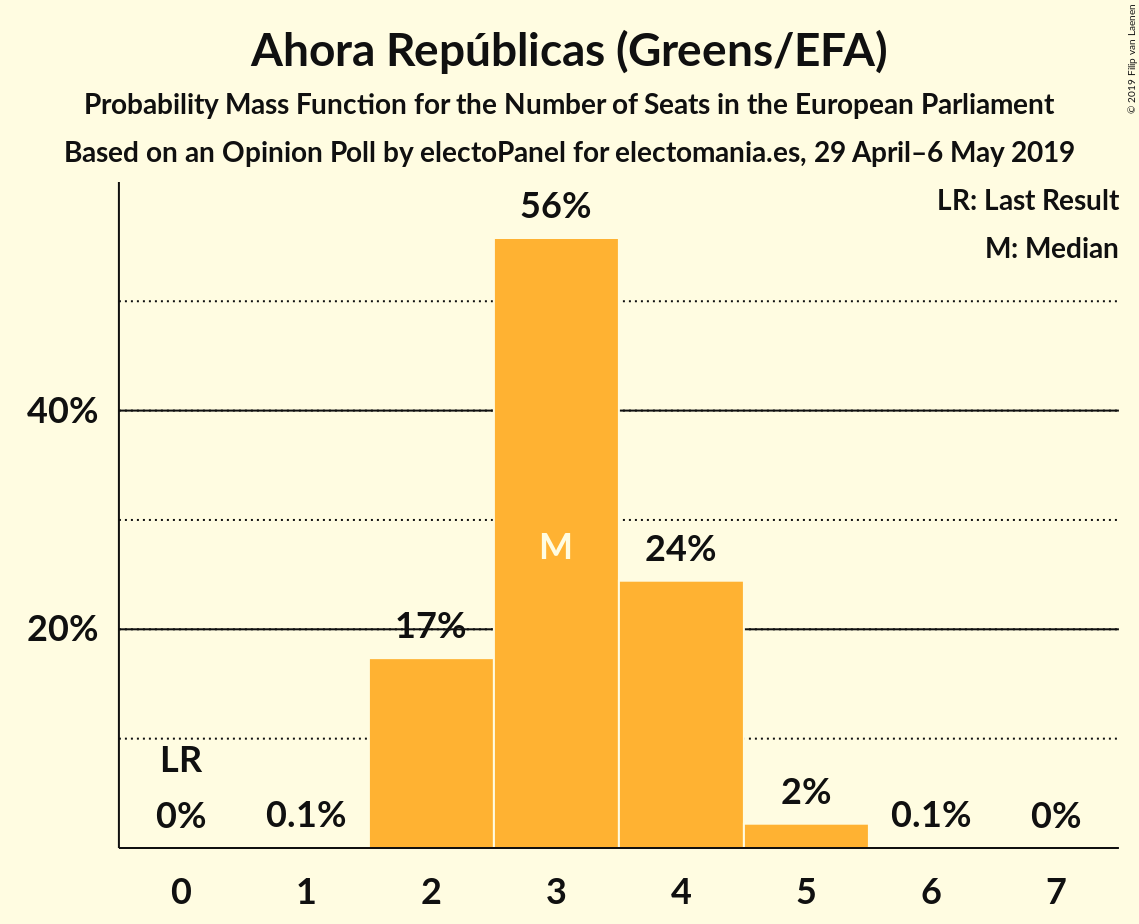 Ahora Repúblicas (Greens/EFA)
Probability Mass Function for the Number of Seats in the European Parliament
Based on an Opinion Poll by electoPanel for electomania.es, 29 April–6 May 2019
© 2019 Filip van Laenen
LR: Last Result
M: Median
56%
40%
M
24%
20%
17%
LR
0%
0.1%
2%
0.1%
0%
0 1 2 3 4 5 6 7